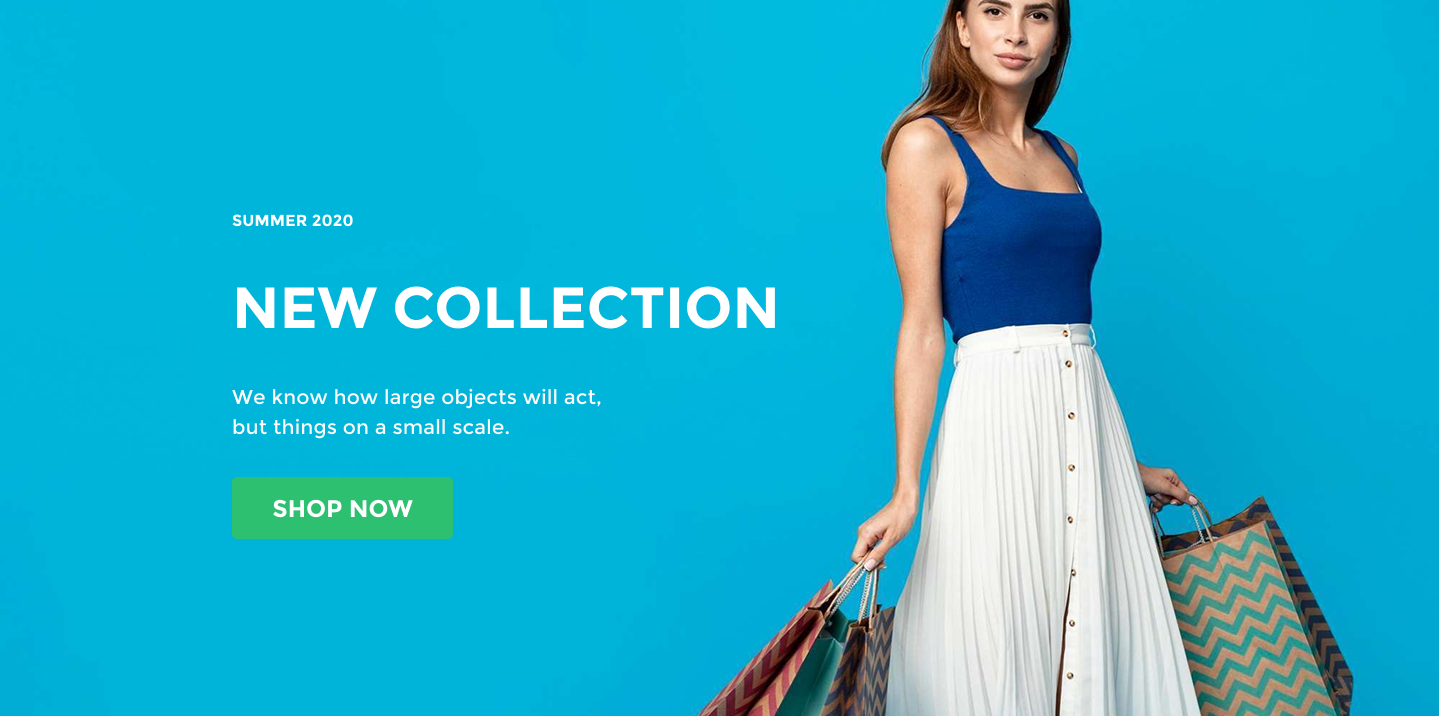 SUMMER 2020
NEW COLLECTION
We know how large objects will act,
but things on a small scale.
SHOP NOW